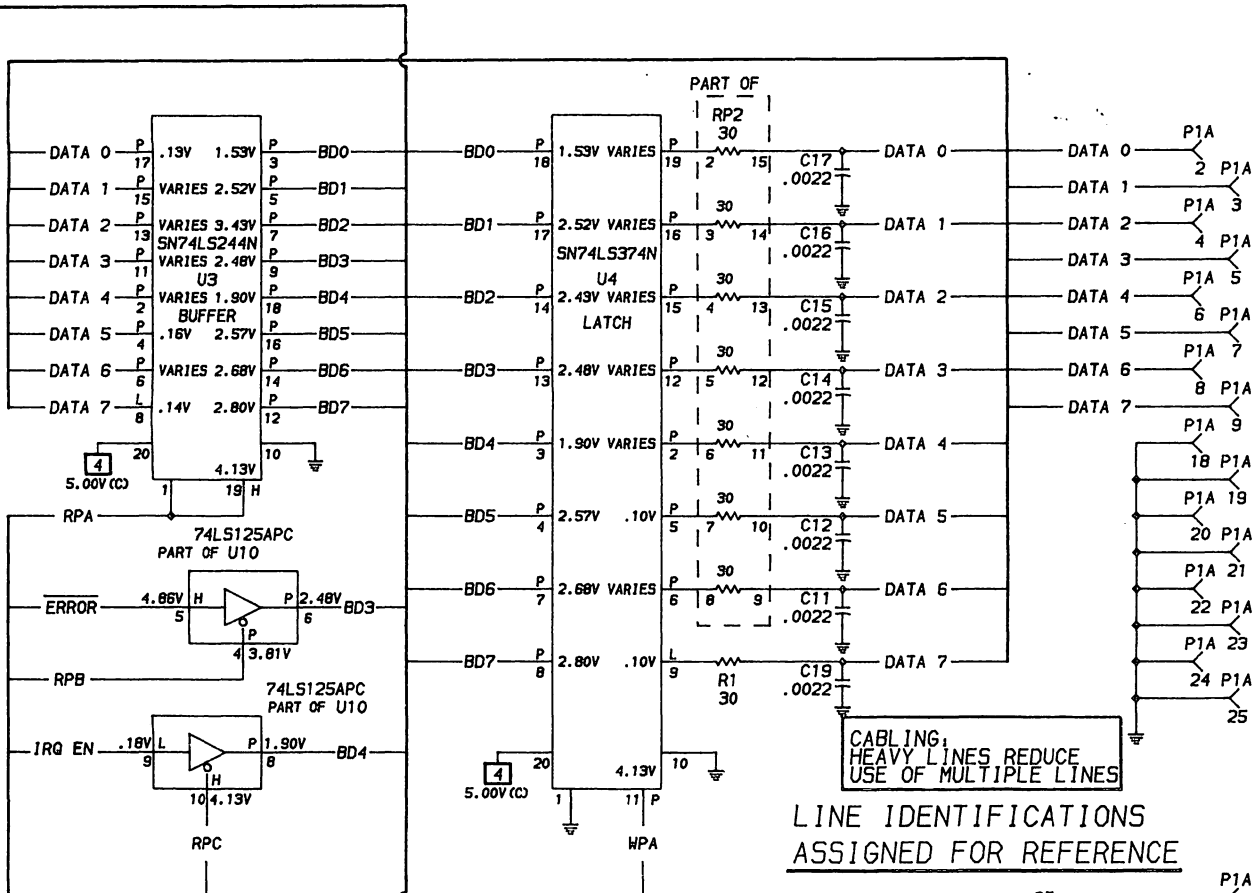 PART OF
RP2
DATA 0 P 17 .13V 1.53V P 3 BD0
DATA 1 P 15 VARIES 2.52V P 5 BD1
DATA 2 P 13 VARIES 3.43V P 7 BD2
SN74LS244N
DATA 3 P 11 VARIES 2.48V P 9 BD3
U3
DATA 4 P 2 VARIES 1.90V P 18 BD4
BUFFER
DATA 5 P 4 .16V 2.57V P 16 BD5
DATA 6 P 6 VARIES 2.68V P 14 BD6
DATA 7 L 8 .14V 2.80V P 12 BD7
20 10
4
5.00V(C)
4.13V
1 19 H
RPA
74LS125APC
PART OF U10
ERROR 4.86V H 5 P 2.48V 6 BD3
P
4 3.81V
RPB
74LS125APC
PART OF U10
IRQ EN .18V L 9 P 1.90V 8 BD4
H
10 4.13V
RPC
BD0 P 18 1.53V VARIES P 19 30 2 15 C17 .0022 DATA 0
BD1 P 17 2.52V VARIES P 16 30 3 14 C16 .0022 DATA 1
SN74LS374N
U4
BD2 P 14 2.43V VARIES P 15 30 4 13 C15 .0022 DATA 2
LATCH
BD3 P 13 2.48V VARIES P 12 30 5 12 C14 .0022 DATA 3
BD4 P 3 1.90V VARIES P 2 30 6 11 C13 .0022 DATA 4
BD5 P 4 2.57V .10V P 5 30 7 10 C12 .0022 DATA 5
BD6 P 7 2.68V VARIES P 6 30 8 9 C11 .0022 DATA 6
BD7 P 8 2.80V .10V L 9 R1 30 C19 .0022 DATA 7
20 10
4
5.00V(C)
4.13V
1 11 P
WPA
DATA 0 P1A 2
DATA 1 P1A 3
DATA 2 P1A 4
DATA 3 P1A 5
DATA 4 P1A 6
DATA 5 P1A 7
DATA 6 P1A 8
DATA 7 P1A 9
P1A 18
P1A 19
P1A 20
P1A 21
P1A 22
P1A 23
P1A 24
P1A 25
CABLING:
HEAVY LINES REDUCE
USE OF MULTIPLE LINES
LINE IDENTIFICATIONS
ASSIGNED FOR REFERENCE
P1A